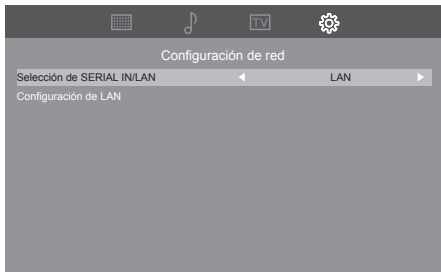 TV
Configuración de red
Selección de SERIAL IN/LAN LAN
Configuración de LAN